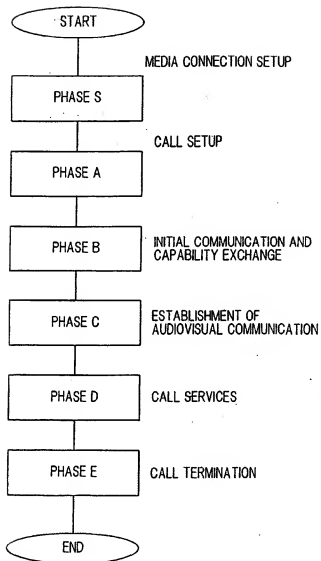 START
MEDIA CONNECTION SETUP
PHASE S
CALL SETUP
PHASE A
PHASE B
INITIAL COMMUNICATION AND
CAPABILITY EXCHANGE
PHASE C
ESTABLISHMENT OF
AUDIOVISUAL COMMUNICATION
PHASE D
CALL SERVICES
PHASE E
CALL TERMINATION
END